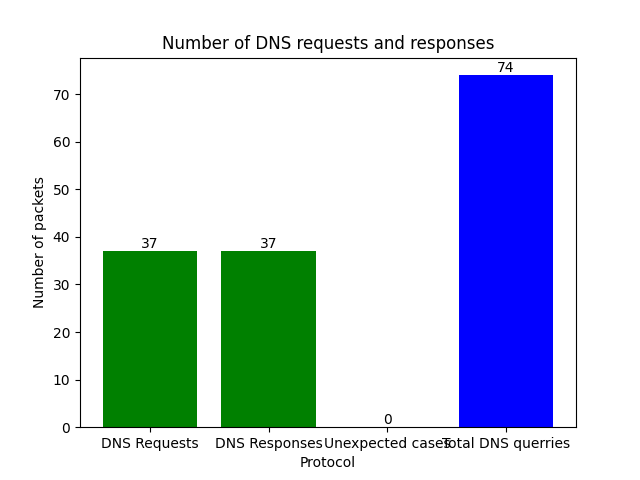 Number of DNS requests and responses
74
70
60
50
40
30
20
10
0
Number of packets
37
37
0
DNS Requests
DNS Responses
Unexpected cases
Total DNS querries
Protocol